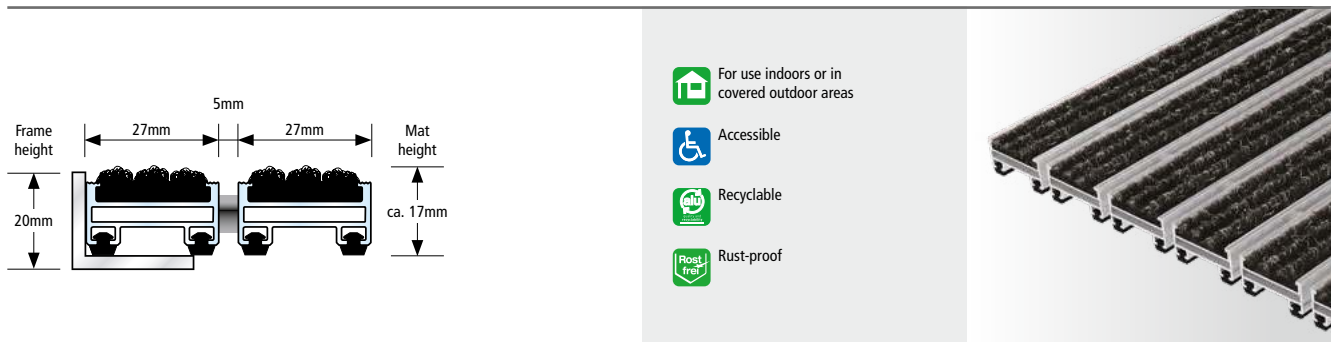 5mm
Frame
height
27mm
27mm
Mat
height
20mm
ca. 17mm
For use indoors or in
covered outdoor areas
Accessible
alu
Recyclable
Rost
frei
Rust-proof